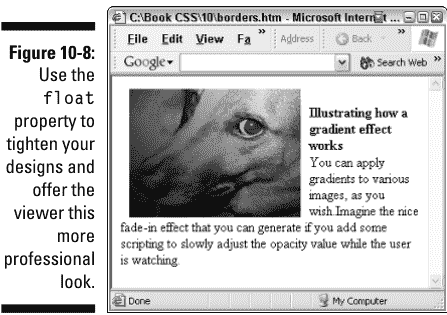 Figure 10-8:
Use the
float
property to
tighten your
designs and
offer the
viewer this
more
professional
look.
C:\Book CSS\10\borders.htm - Microsoft Internet ...
File Edit View Fa » Address Back »
Google Search Web »
Illustrating how a
gradient effect
works
You can apply
gradients to various
images, as you
wish.Imagine the nice
fade-in effect that you can generate if you add some
scripting to slowly adjust the opacity value while the user
is watching.
Done My Computer